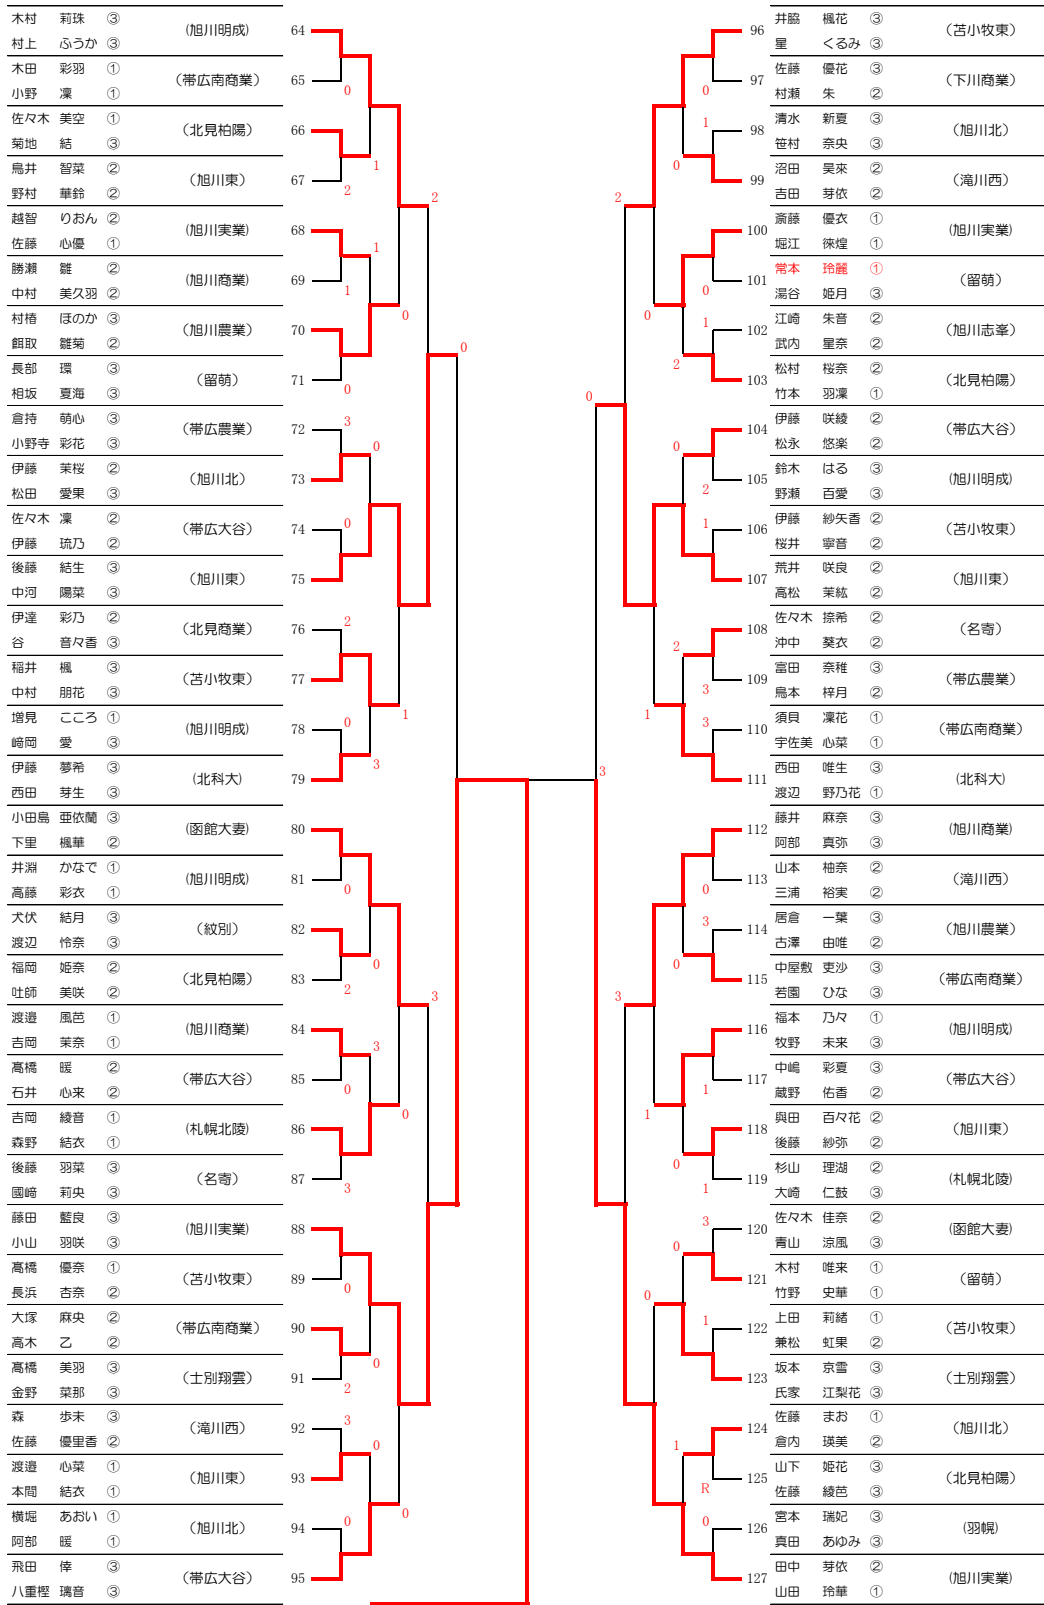 木村 莉珠 ③
村上 ふうか ③
(旭川明成) 64
木田 彩羽 ①
小野 凜 ①
(帯広南商業) 65
佐々木 美空 ①
菊地 結 ③
(北見柏陽) 66
鳥井 智菜 ②
野村 華鈴 ②
(旭川東) 67
越智 りおん ②
佐藤 心優 ①
(旭川実業) 68
勝瀬 雛 ②
中村 美久羽 ②
(旭川商業) 69
村椿 ほのか ③
餌取 雛菊 ②
(旭川農業) 70
長部 環 ③
相坂 夏海 ③
(留萌) 71
倉持 萌心 ③
小野寺 彩花 ③
(帯広農業) 72
伊藤 茉桜 ②
松田 愛果 ③
(旭川北) 73
佐々木 凜 ②
伊藤 琉乃 ②
(帯広大谷) 74
後藤 結生 ③
中河 陽菜 ③
(旭川東) 75
伊達 彩乃 ②
谷 音々香 ③
(北見商業) 76
稲井 楓 ③
中村 朋花 ③
(苫小牧東) 77
増見 こころ ①
﨑岡 愛 ③
(旭川明成) 78
伊藤 夢希 ③
西田 芽生 ③
(北科大) 79
小田島 亜依蘭 ③
下里 楓華 ②
(函館大妻) 80
井淵 かなで ①
高藤 彩衣 ①
(旭川明成) 81
犬伏 結月 ③
渡辺 怜奈 ③
(紋別) 82
福岡 姫奈 ②
吐師 美咲 ②
(北見柏陽) 83
渡邉 風芭 ①
吉岡 茉奈 ①
(旭川商業) 84
髙橋 暖 ②
石井 心来 ②
(帯広大谷) 85
吉岡 綾音 ①
森野 結衣 ①
(札幌北陵) 86
後藤 羽菜 ③
國﨑 莉央 ③
(名寄) 87
藤田 藍良 ③
小山 羽咲 ③
(旭川実業) 88
髙橋 優奈 ①
長浜 杏奈 ②
(苫小牧東) 89
大塚 麻央 ②
高木 乙 ②
(帯広南商業) 90
髙橋 美羽 ③
金野 菜那 ③
(士別翔雲) 91
森 歩未 ③
佐藤 優里香 ②
(滝川西) 92
渡邉 心菜 ①
本間 結衣 ①
(旭川東) 93
横堀 あおい ①
阿部 暖 ①
(旭川北) 94
飛田 倖 ③
八重樫 璃音 ③
(帯広大谷) 95
0
2
1
1
1
0
0
2
3
0
0
2
0
3
1
0
0
2
0
0
3
3
0
3
0
2
0
3
0
0
0
96 井脇 楓花 ③
星 くるみ ③
(苫小牧東)
97 佐藤 優花 ③
村瀬 朱 ②
(下川商業)
98 清水 新夏 ③
笹村 奈央 ③
(旭川北)
99 沼田 昊來 ②
吉田 芽依 ②
(滝川西)
100 斎藤 優衣 ①
堀江 徠煌 ①
(旭川実業)
101 常本 玲麗 ①
湯谷 姫月 ③
(留萌)
102 江崎 朱音 ②
武内 星奈 ②
(旭川志峯)
103 松村 桜奈 ②
竹本 羽凜 ①
(北見柏陽)
104 伊藤 咲綾 ②
松永 悠楽 ②
(帯広大谷)
105 鈴木 はる ③
野瀬 百愛 ③
(旭川明成)
106 伊藤 紗矢香 ②
桜井 寧音 ②
(苫小牧東)
107 荒井 咲良 ②
高松 茉紘 ②
(旭川東)
108 佐々木 捺希 ②
沖中 葵衣 ②
(名寄)
109 富田 奈稚 ③
鳥本 梓月 ②
(帯広農業)
110 須貝 凜花 ①
宇佐美 心菜 ①
(帯広南商業)
111 西田 唯生 ③
渡辺 野乃花 ①
(北科大)
112 藤井 麻奈 ③
阿部 真弥 ③
(旭川商業)
113 山本 柚奈 ②
三浦 裕実 ②
(滝川西)
114 居倉 一葉 ③
古澤 由唯 ②
(旭川農業)
115 中屋敷 吏沙 ③
若園 ひな ③
(帯広南商業)
116 福本 乃々 ①
牧野 未来 ③
(旭川明成)
117 中嶋 彩夏 ③
蔵野 佑香 ②
(帯広大谷)
118 與田 百々花 ②
後藤 紗弥 ②
(旭川東)
119 杉山 理湖 ②
大崎 仁鼓 ③
(札幌北陵)
120 佐々木 佳奈 ②
青山 涼風 ③
(函館大妻)
121 木村 唯来 ①
竹野 史華 ①
(留萌)
122 上田 莉緒 ①
兼松 虹果 ②
(苫小牧東)
123 坂本 京雪 ③
氏家 江梨花 ③
(士別翔雲)
124 佐藤 まお ①
倉内 瑛美 ②
(旭川北)
125 山下 姫花 ③
佐藤 綾芭 ③
(北見柏陽)
126 宮本 瑞妃 ③
真田 あゆみ ③
(羽幌)
127 田中 芽依 ②
山田 玲華 ①
(旭川実業)
0
1
0
2
0
1
2
0
0
0
2
1
2
3
3
1
3
0
3
0
3
1
1
0
1
3
0
0
1
1
R
0